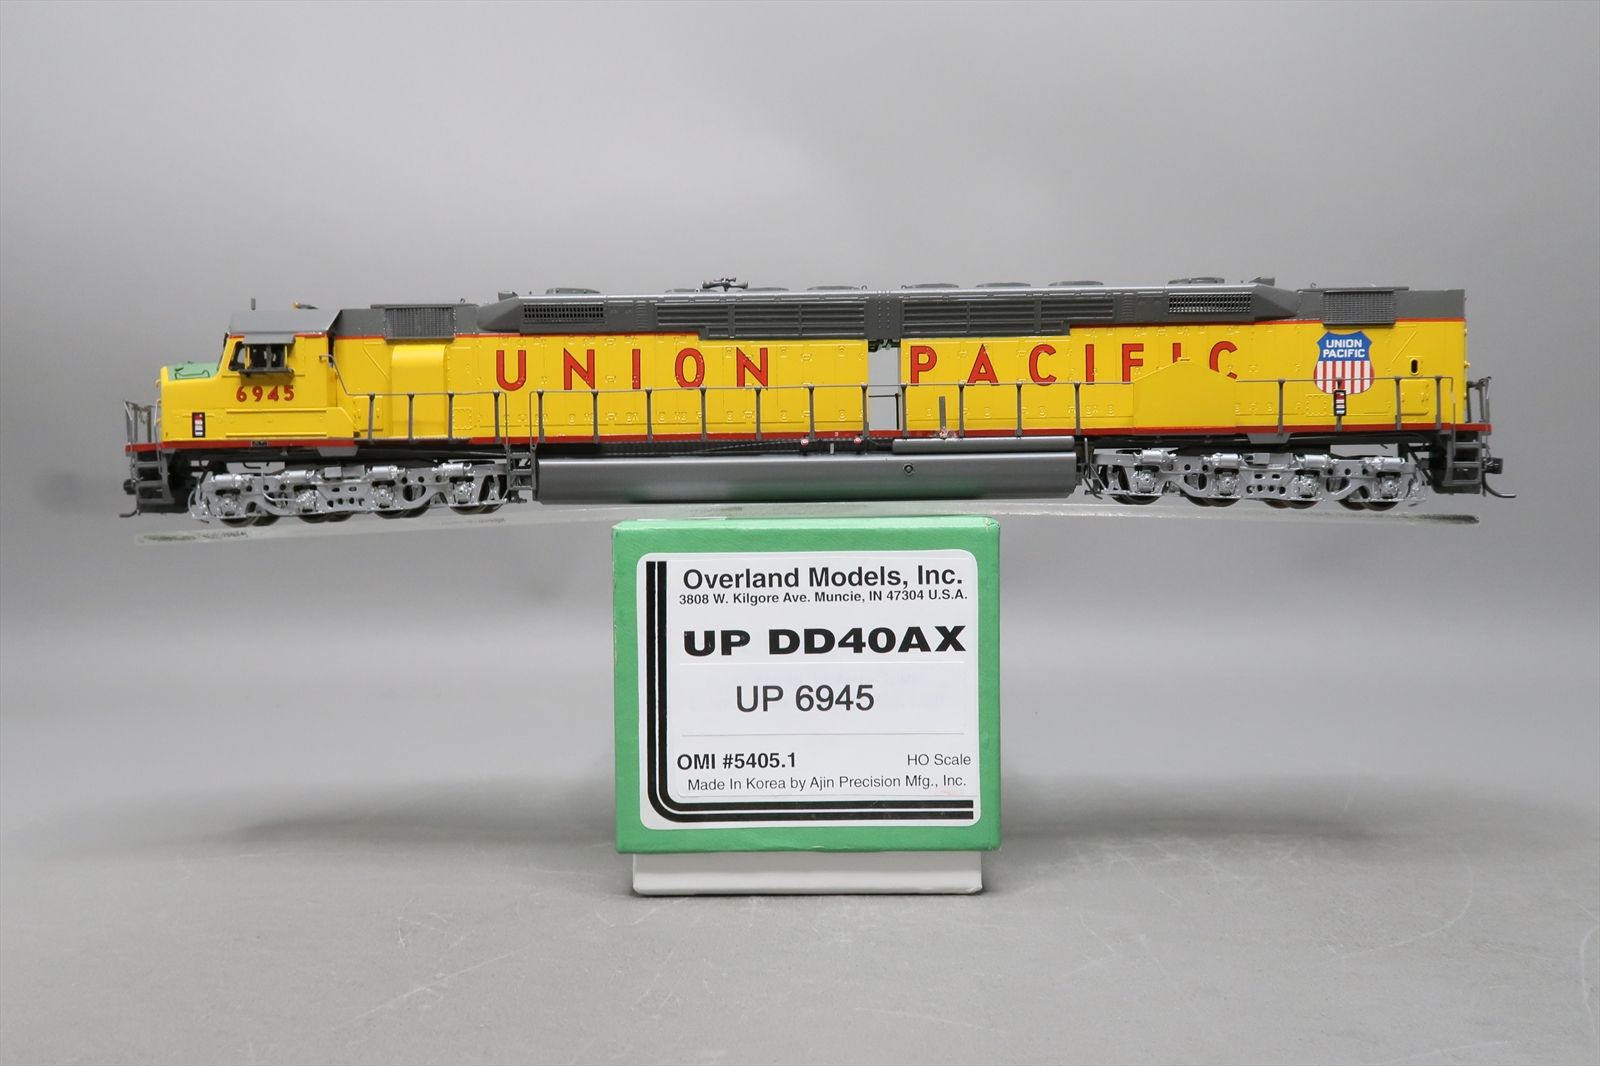 UNION PACIFIC
UNION
PACIFIC
6945
Overland Models, Inc.
3808 W. Kilgore Ave. Muncie, IN 47304 U.S.A.
UP DD40AX
UP 6945
OMI #5405.1 HO Scale
Made In Korea by Ajin Precision Mfg., Inc.